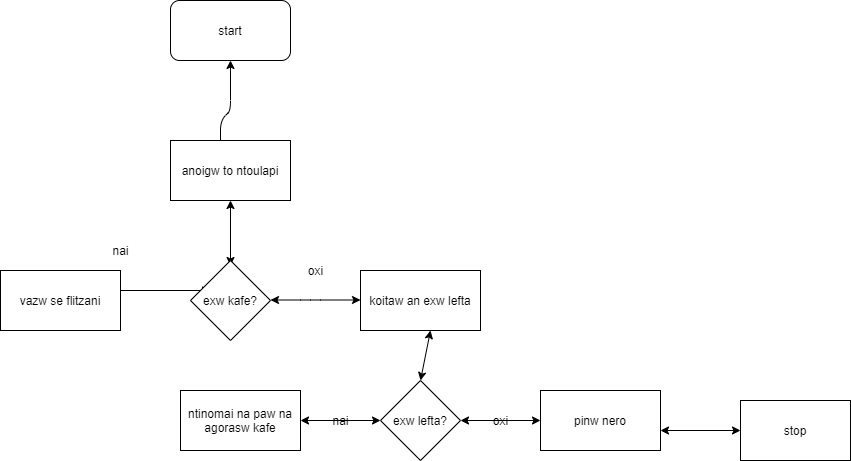 start
anoigw to ntoulapi
nai
oxi
vazw se flitzani
exw kafe?
koitaw an exw lefta
ntinomai na paw na
agorasw kafe
nai
exw lefta?
oxi
pinw nero
stop